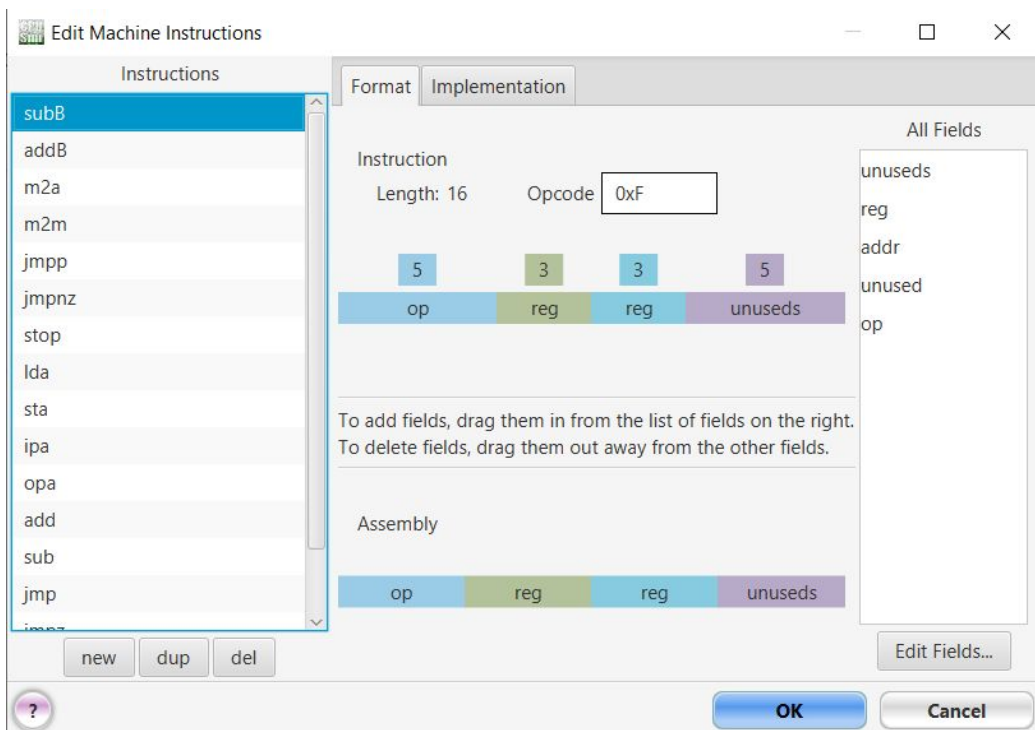 Edit Machine Instructions
Instructions
subB
addB
m2a
m2m
jmpp
jmpnz
stop
lda
sta
ipa
opa
add
sub
jmp
new dup del
Format Implementation
Instruction
Length: 16 Opcode 0xF
5 3 3 5
op reg reg unuseds
To add fields, drag them in from the list of fields on the right.
To delete fields, drag them out away from the other fields.
Assembly
op reg reg unuseds
All Fields
unuseds
reg
addr
unused
op
Edit Fields...
?
OK Cancel